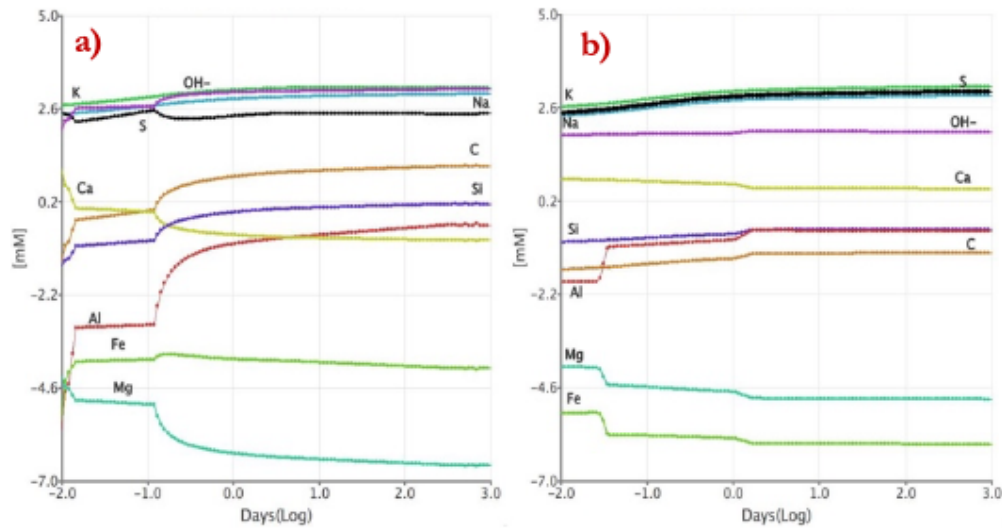 a)
5.0
2.6
0.2
-2.2
-4.6
-7.0
[mM]
K
OH-
Na
S
C
Ca
Si
Al
Fe
Mg
-2.0 -1.0 0.0 1.0 2.0 3.0
Days(Log)
b)
5.0
2.6
0.2
-2.2
-4.6
-7.0
[mM]
K
S
Na
OH-
Ca
Si
C
Al
Mg
Fe
-2.0 -1.0 0.0 1.0 2.0 3.0
Days(Log)